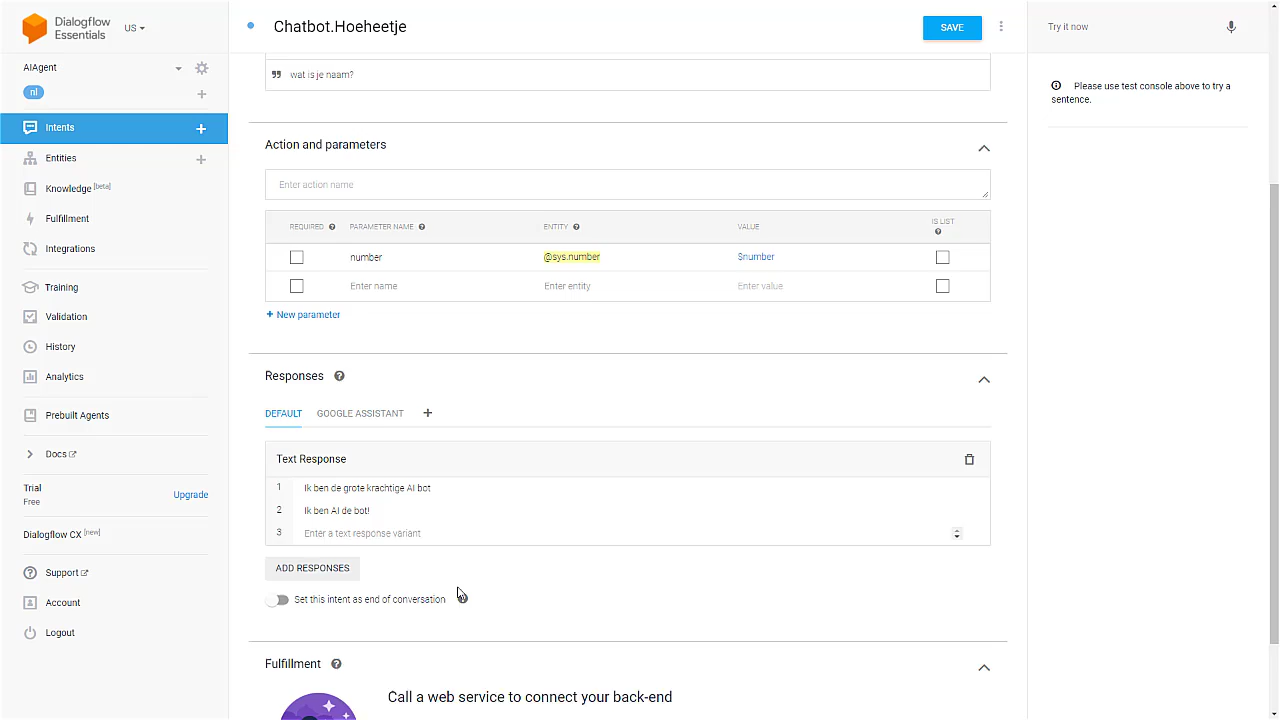 Dialogflow
Essentials
US
AIAgent
nl
Intents
Entities
Knowledge [beta]
Fulfillment
Integrations
Training
Validation
History
Analytics
Prebuilt Agents
Docs
Trial
Free
Upgrade
Dialogflow CX [new]
Support
Account
Logout
Chatbot.Hoeheetje
SAVE
wat is je naam?
Action and parameters
Enter action name
REQUIRED PARAMETER NAME ENTITY VALUE IS LIST
number @sys.number $number
Enter name Enter entity Enter value
+ New parameter
Responses
DEFAULT GOOGLE ASSISTANT +
Text Response
1 Ik ben de grote krachtige AI bot
2 Ik ben AI de bot!
3 Enter a text response variant
ADD RESPONSES
Set this intent as end of conversation
Fulfillment
Call a web service to connect your back-end
Try it now
Please use test console above to try a
sentence.